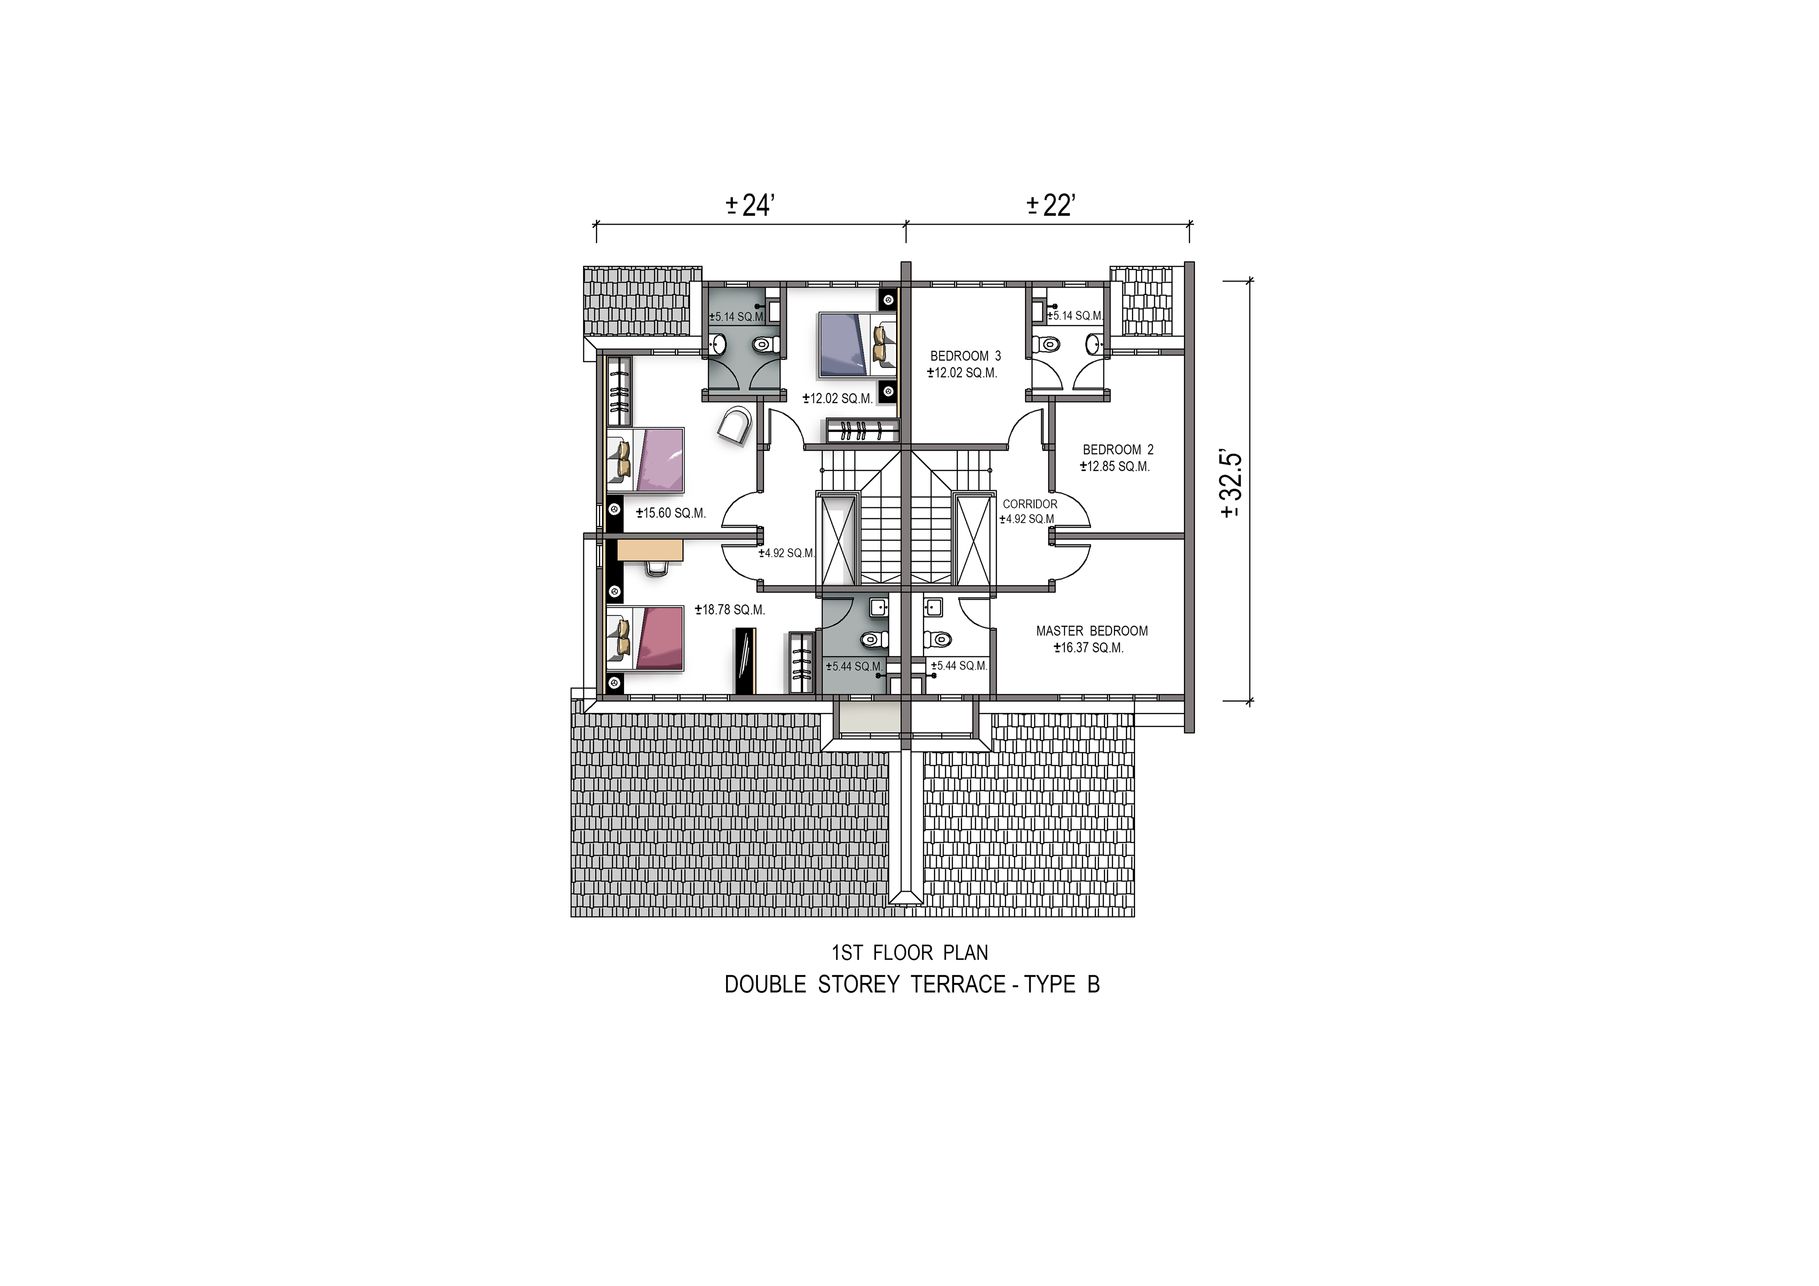 ±24’
±22’
±5.14 SQ.M.
±12.02 SQ.M.
±15.60 SQ.M.
±4.92 SQ.M.
±18.78 SQ.M.
±5.44 SQ.M.
±5.14 SQ.M.
BEDROOM 3
±12.02 SQ.M.
BEDROOM 2
±12.85 SQ.M.
CORRIDOR
±4.92 SQ.M
MASTER BEDROOM
±16.37 SQ.M.
±5.44 SQ.M.
±32.5’
1ST FLOOR PLAN
DOUBLE STOREY TERRACE - TYPE B